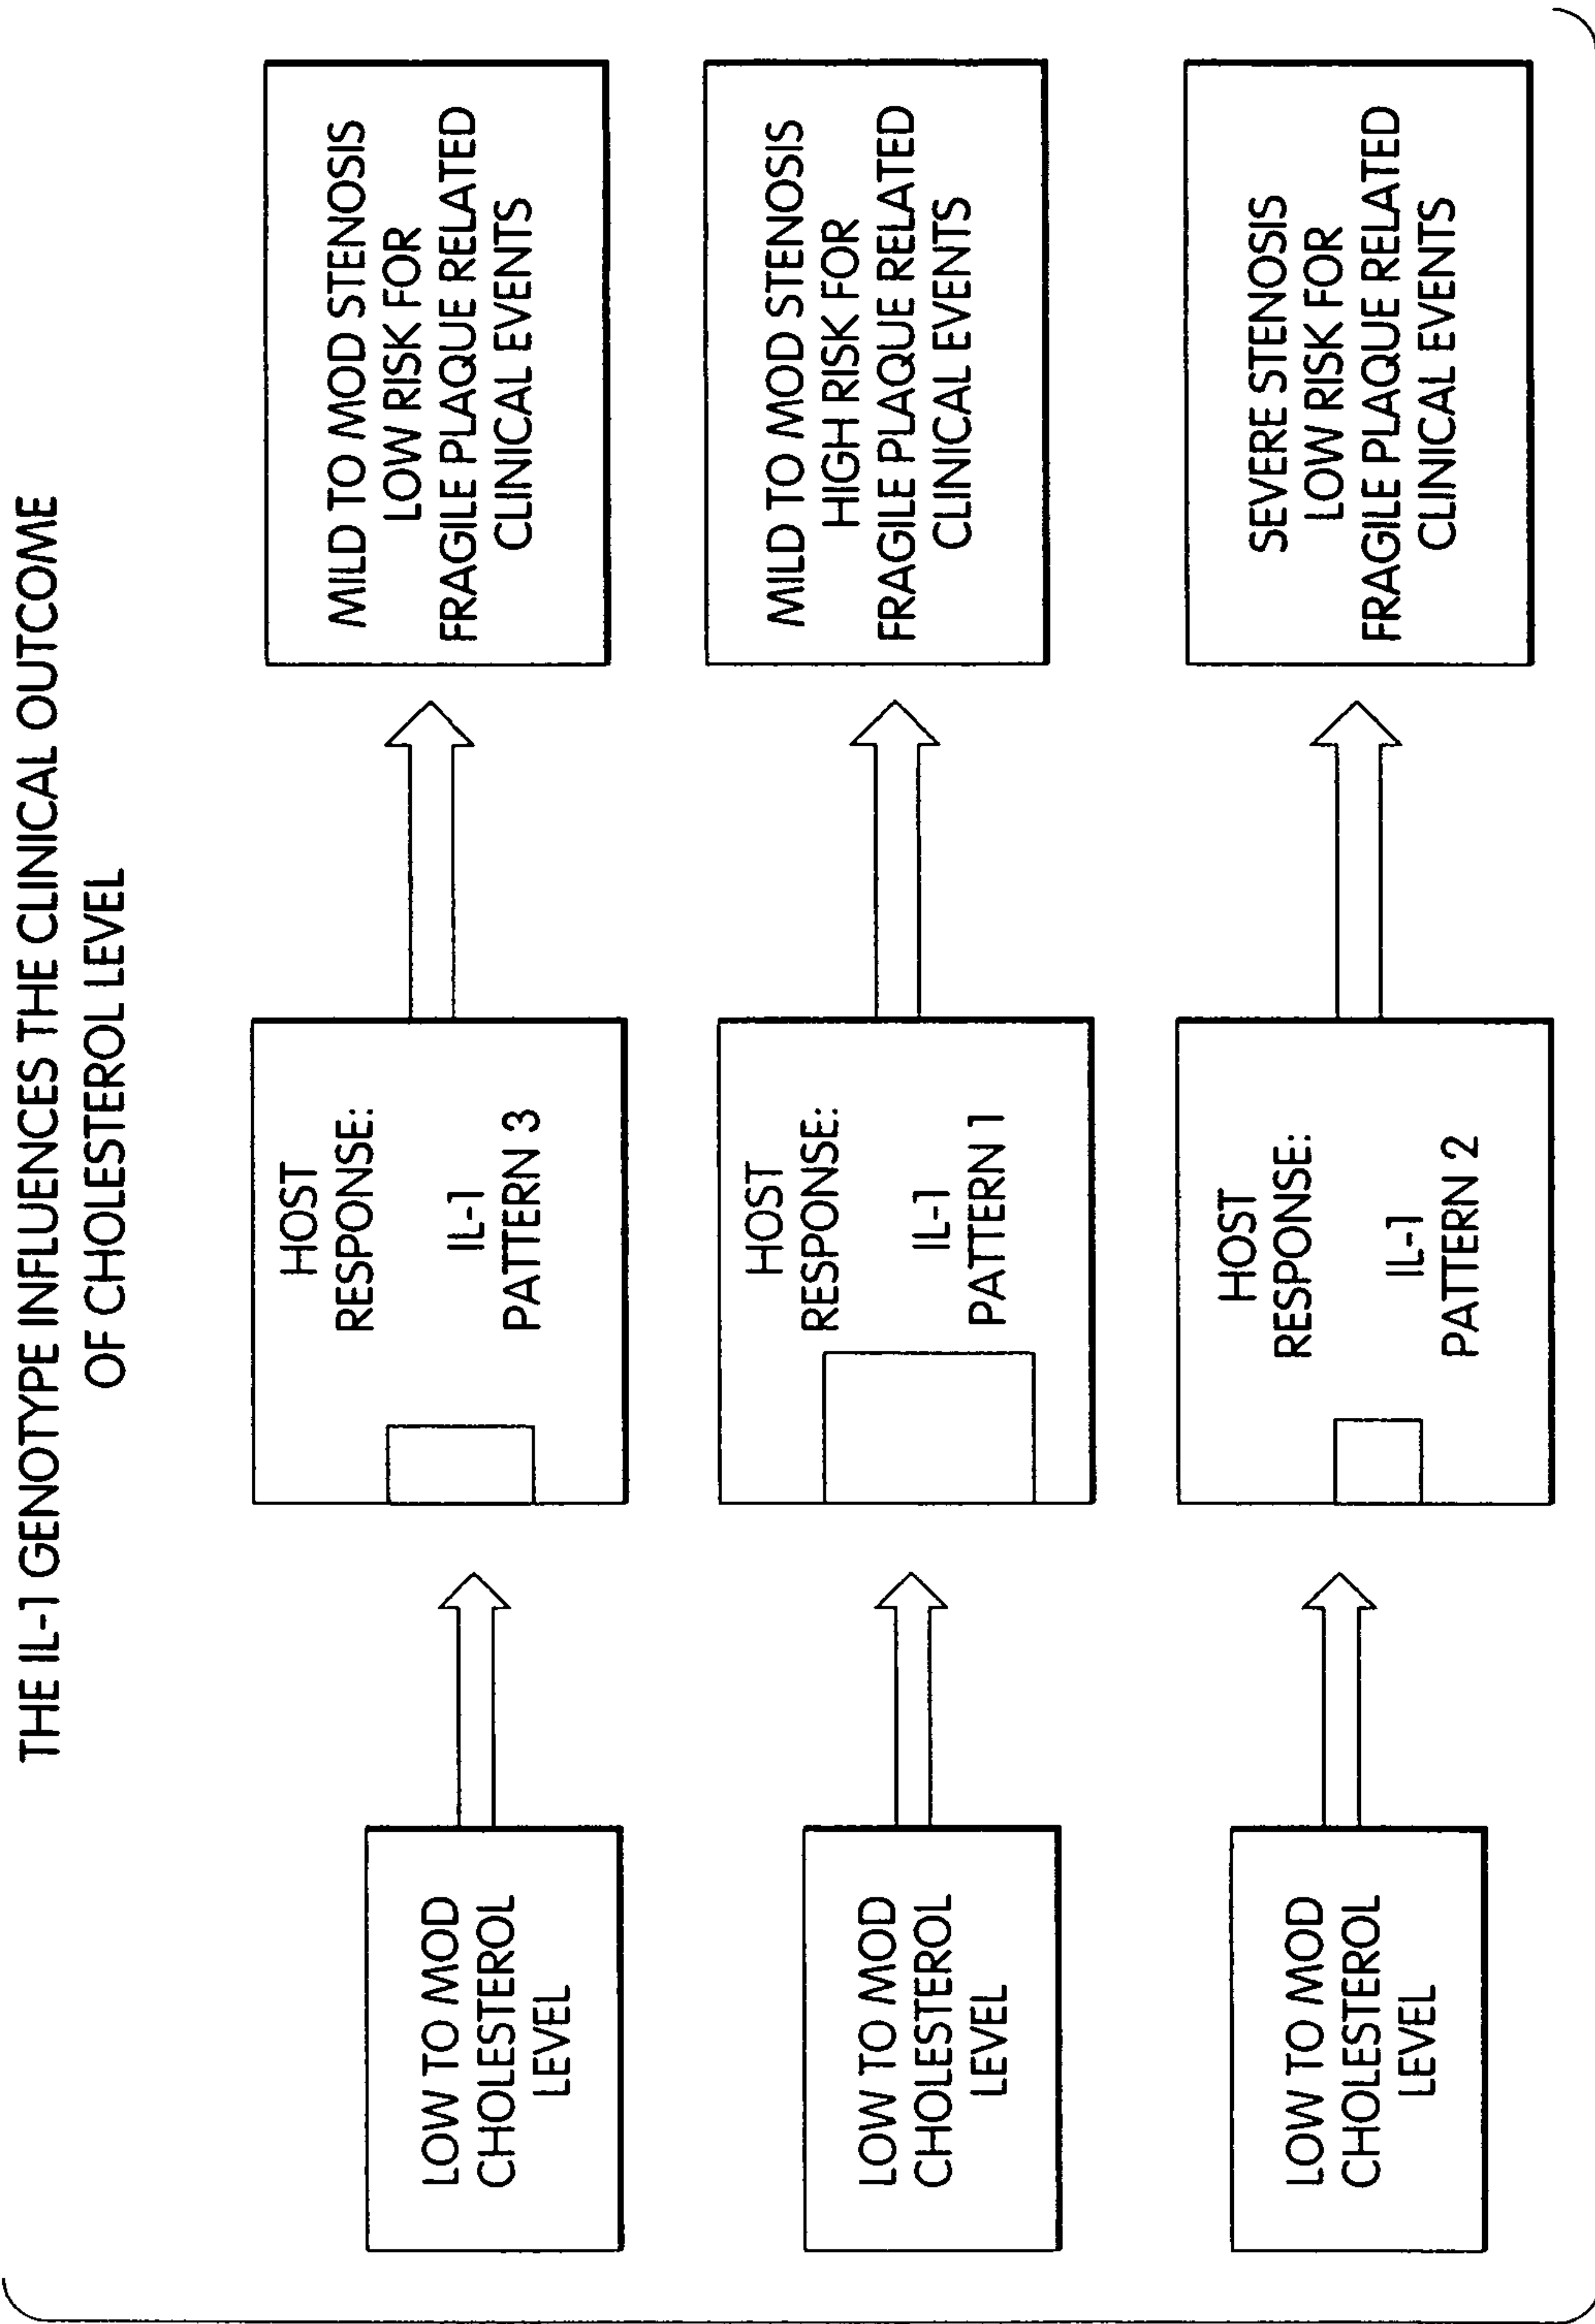 THE IL-1 GENOTYPE INFLUENCES THE CLINICAL OUTCOME
OF CHOLESTEROL LEVEL
LOW TO MOD
CHOLESTEROL
LEVEL
HOST
RESPONSE:
IL-1
PATTERN 3
MILD TO MOD STENOSIS
LOW RISK FOR
FRAGILE PLAQUE RELATED
CLINICAL EVENTS
LOW TO MOD
CHOLESTEROL
LEVEL
HOST
RESPONSE:
IL-1
PATTERN 1
MILD TO MOD STENOSIS
HIGH RISK FOR
FRAGILE PLAQUE RELATED
CLINICAL EVENTS
LOW TO MOD
CHOLESTEROL
LEVEL
HOST
RESPONSE:
IL-1
PATTERN 2
SEVERE STENOSIS
LOW RISK FOR
FRAGILE PLAQUE RELATED
CLINICAL EVENTS